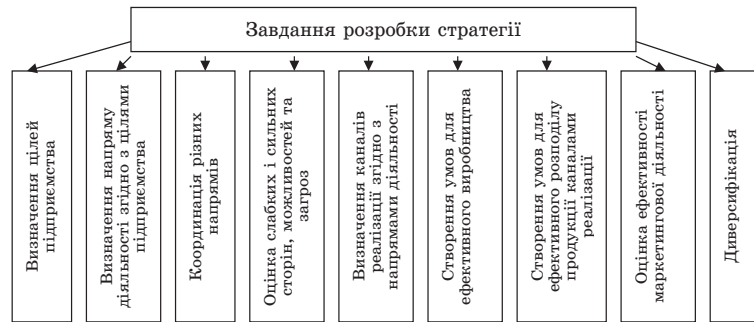 Завдання розробки стратегії
Визначення цілей
підприємства
Визначення напряму
діяльності згідно з цілями
підприємства
Координація різних
напрямів
Оцінка слабких і сильних
сторін, можливостей та
загроз
Визначення каналів
реалізації згідно з
напрямами діяльності
Створення умов для
ефективного виробництва
Створення умов для
ефективного розподілу
продукції каналами
реалізації
Оцінка ефективності
маркетингової діяльності
Диверсифікація